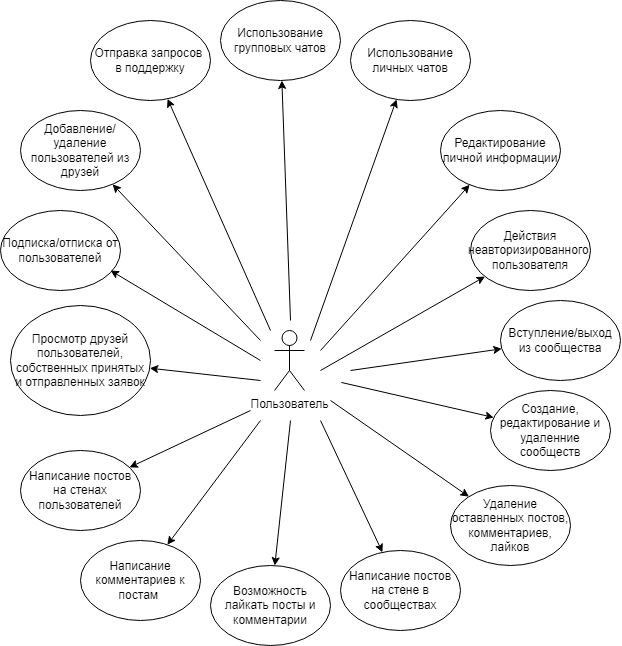 Использование
групповых чатов
Отправка запросов
в поддержку
Использование
личных чатов
Добавление/
удаление
пользователей из
друзей
Редактирование
личной информации
Подписка/отписка от
пользователей
Действия
неавторизированного
пользователя
Просмотр друзей
пользователей,
собственных принятых
и отправленных заявок
Вступление/выход
из сообщества
Пользователь
Создание,
редактирование и
удаленние
сообществ
Написание постов
на стенах
пользователей
Удаление
оставленных постов,
комментариев,
лайков
Написание
комментариев к
постам
Возможность
лайкать посты и
комментарии
Написание постов
на стене в
сообществах